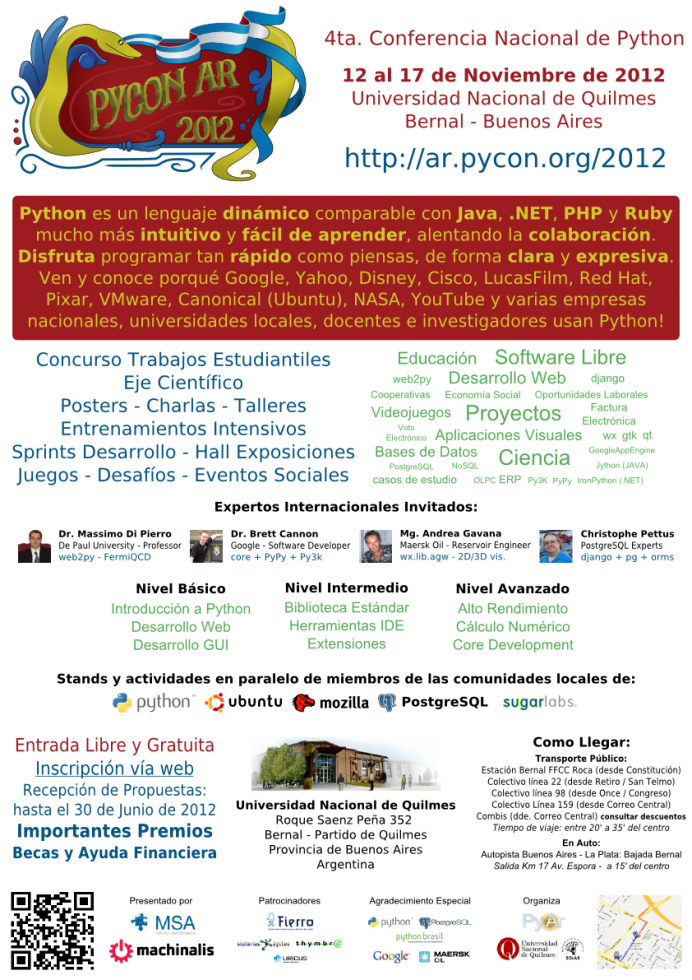 PYCON AR
2012
4ta. Conferencia Nacional de Python
12 al 17 de Noviembre de 2012
Universidad Nacional de Quilmes
Bernal - Buenos Aires
http://ar.pycon.org/2012
Python es un lenguaje dinámico comparable con Java, .NET, PHP y Ruby
mucho más intuitivo y fácil de aprender, alentando la colaboración.
Disfruta programar tan rápido como piensas, de forma clara y expresiva.
Ven y conoce porqué Google, Yahoo, Disney, Cisco, LucasFilm, Red Hat,
Pixar, VMware, Canonical (Ubuntu), NASA, YouTube y varias empresas
nacionales, universidades locales, docentes e investigadores usan Python!
Concurso Trabajos Estudiantiles
Eje Científico
Posters - Charlas - Talleres
Entrenamientos Intensivos
Sprints Desarrollo - Hall Exposiciones
Juegos - Desafíos - Eventos Sociales
Educación Software Libre
web2py Desarrollo Web django
Cooperativas Economía Social Oportunidades Laborales
Videojuegos Proyectos Factura Electrónica
Voto Electrónico Aplicaciones Visuales wx gtk qt
Bases de Datos Ciencia GoogleAppEngine
PostgreSQL NoSQL Jython (JAVA)
casos de estudio OLPC ERP Py3K PyPy IronPython (.NET)
Expertos Internacionales Invitados:
Dr. Massimo Di Pierro
De Paul University - Professor
web2py - FermiQCD
Dr. Brett Cannon
Google - Software Developer
core + PyPy + Py3k
Mg. Andrea Gavana
Maersk Oil - Reservoir Engineer
wx.lib.agw - 2D/3D vis.
Christophe Pettus
PostgreSQL Experts
django + pg + orms
Nivel Básico
Introducción a Python
Desarrollo Web
Desarrollo GUI
Nivel Intermedio
Biblioteca Estándar
Herramientas IDE
Extensiones
Nivel Avanzado
Alto Rendimiento
Cálculo Numérico
Core Development
Stands y actividades en paralelo de miembros de las comunidades locales de:
python ubuntu mozilla PostgreSQL sugarlabs
Entrada Libre y Gratuita
Inscripción vía web
Recepción de Propuestas:
hasta el 30 de Junio de 2012
Importantes Premios
Becas y Ayuda Financiera
Universidad Nacional de Quilmes
Roque Saenz Peña 352
Bernal - Partido de Quilmes
Provincia de Buenos Aires
Argentina
Como Llegar:
Transporte Público:
Estación Bernal FFCC Roca (desde Constitución)
Colectivo línea 22 (desde Retiro / San Telmo)
Colectivo línea 98 (desde Once / Congreso)
Colectivo Línea 159 (desde Correo Central)
Combis (dde. Correo Central) consultar descuentos
Tiempo de viaje: entre 20' a 35' del centro
En Auto:
Autopista Buenos Aires - La Plata: Bajada Bernal
Salida Km 17 Av. Espora - a 15' del centro
Presentado por
MSA
machinalis
Patrocinadores
Fierro
sistemas ágiles thymbra
LIRICUS
Agradecimiento Especial
python PostgreSQL
python brasil
Google MAERSK OIL
Organiza
PyAr
Universidad
Nacional
de Quilmes
SOLAR